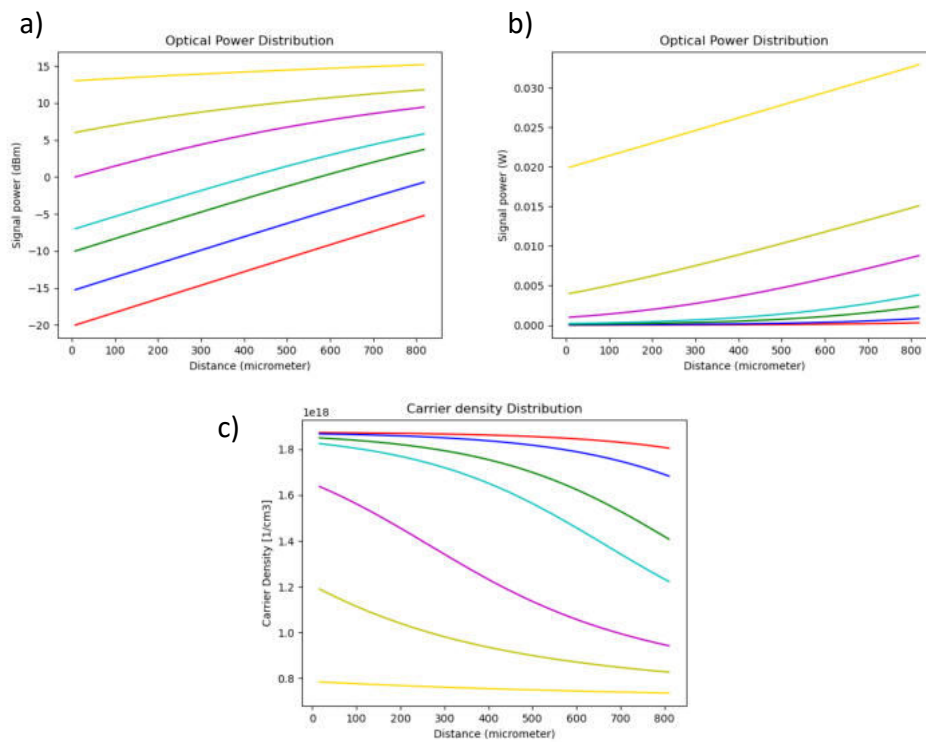 a)
Optical Power Distribution
Signal power (dBm)
15
10
5
0
−5
−10
−15
−20
0 100 200 300 400 500 600 700 800
Distance (micrometer)
b)
Optical Power Distribution
Signal power (W)
0.030
0.025
0.020
0.015
0.010
0.005
0.000
0 100 200 300 400 500 600 700 800
Distance (micrometer)
c)
Carrier density Distribution
1e18
Carrier Density [1/cm3]
1.8
1.6
1.4
1.2
1.0
0.8
0 100 200 300 400 500 600 700 800
Distance (micrometer)